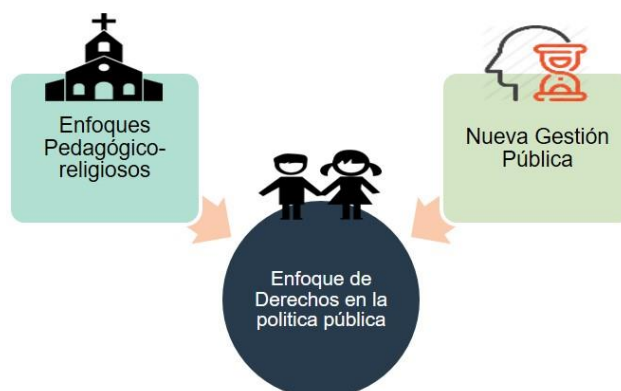 Enfoques
Pedagógico-
religiosos
Nueva Gestión
Pública
Enfoque de
Derechos en la
politica pública